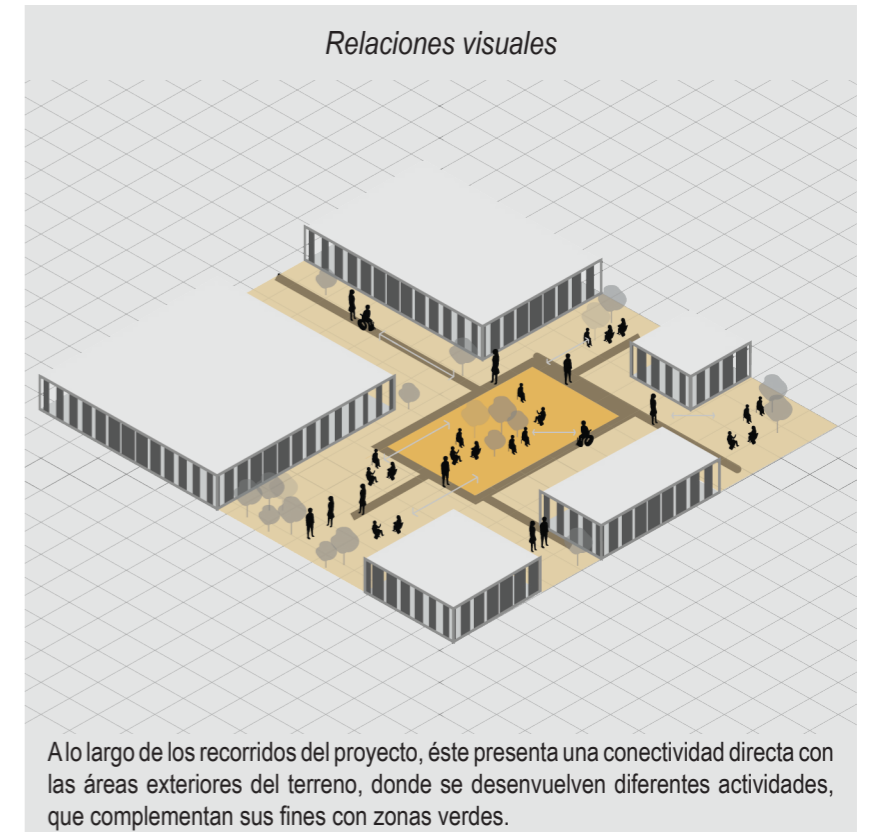 Relaciones visuales
A lo largo de los recorridos del proyecto, éste presenta una conectividad directa con
las áreas exteriores del terreno, donde se desenvuelven diferentes actividades,
que complementan sus fines con zonas verdes.